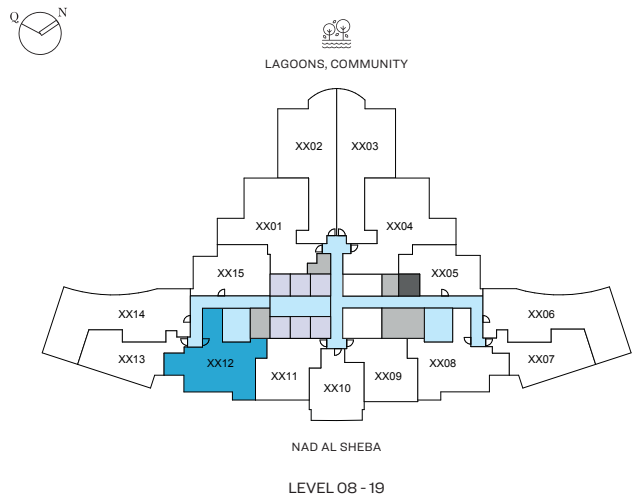 Q N
LAGOONS, COMMUNITY
XX02 XX03
XX01 XX04
XX15 XX05
XX14 XX06
XX13 XX12 XX08 XX07
XX11 XX10 XX09
NAD AL SHEBA
LEVEL 08 - 19